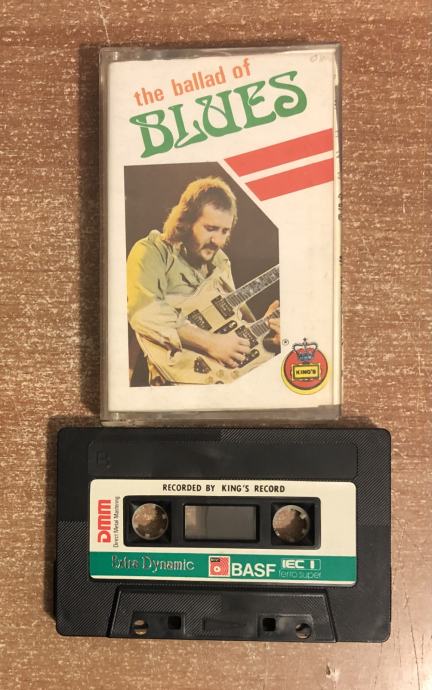 the ballad of
BLUES
®
KING'S
B
RECORDED BY KING'S RECORD
DMM
Direct Metal Mastering
Extra Dynamic
BASF
IEC I
ferro super